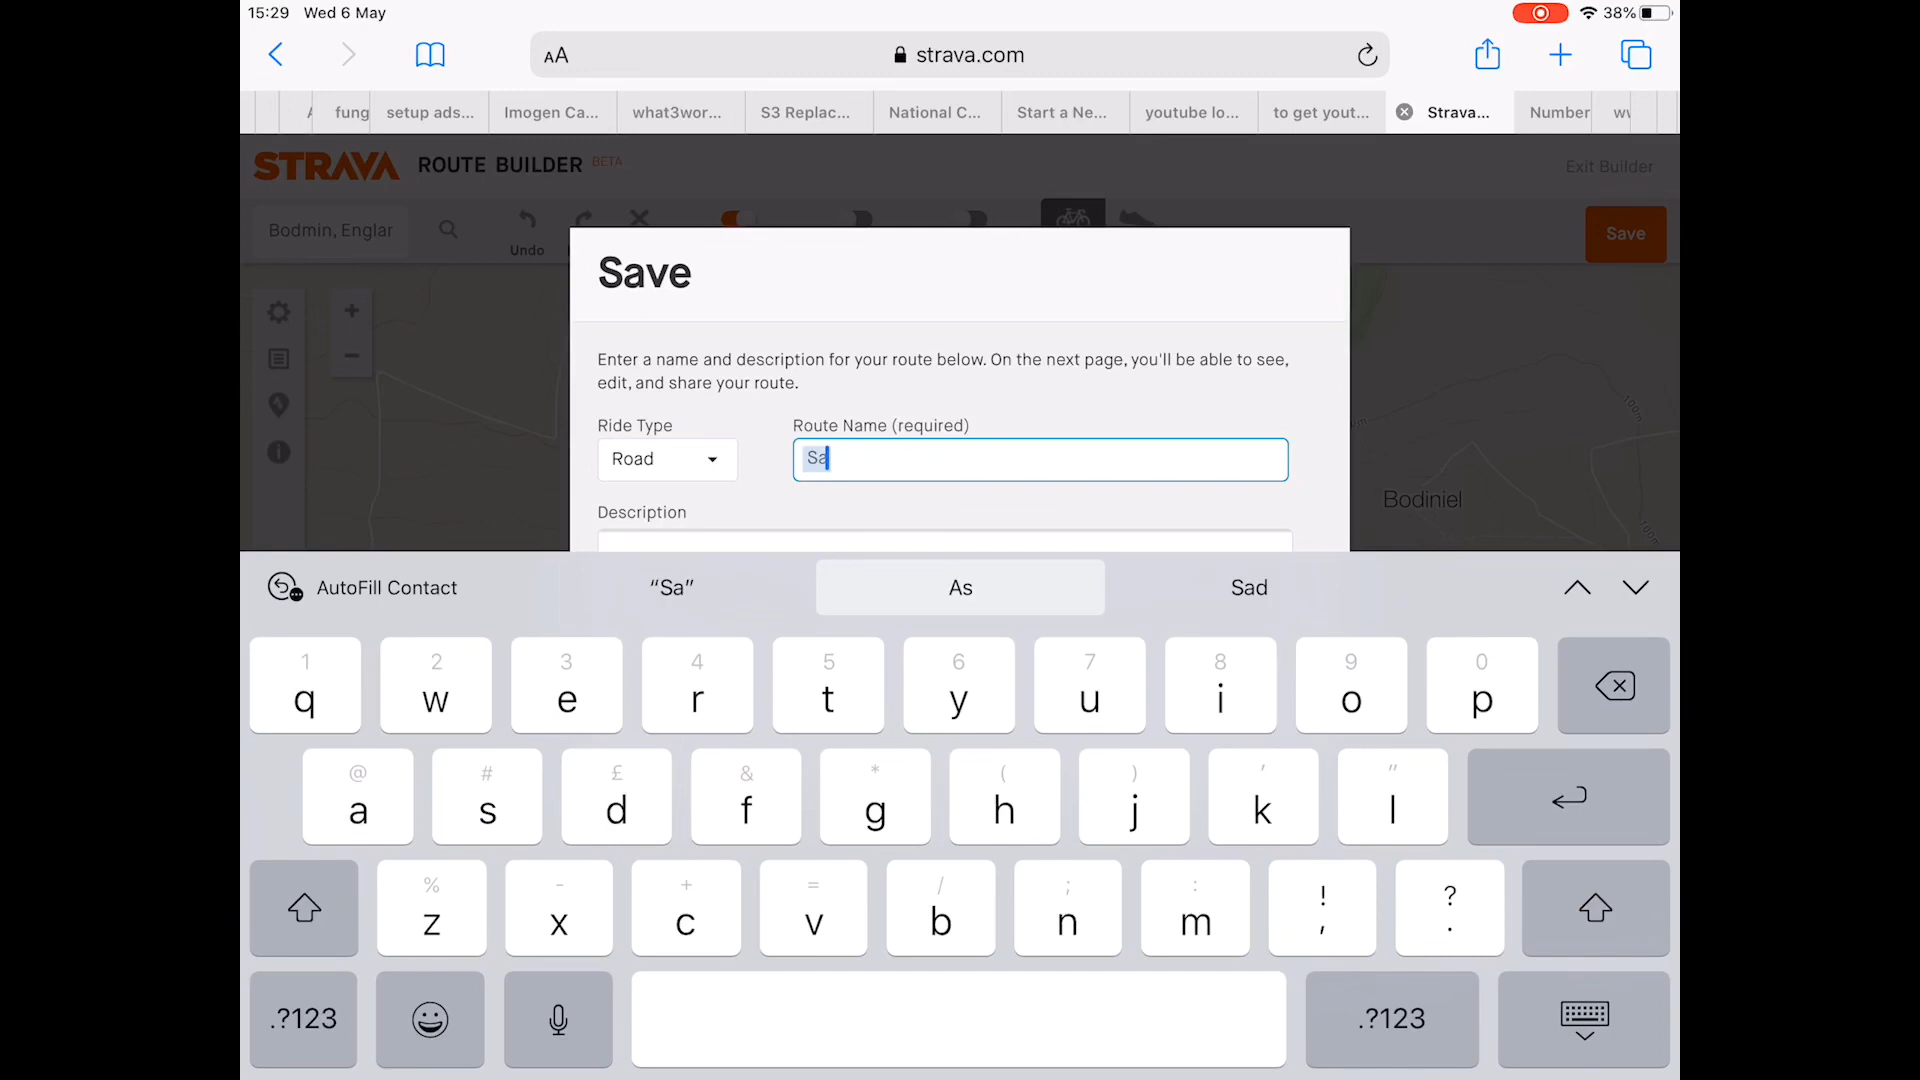 15:29 Wed 6 May 38%
AA strava.com
fung setup ads... Imogen Ca... what3wor... S3 Replac... National C... Start a Ne... youtube lo... to get yout... Strava... Number
STRAVA ROUTE BUILDER BETA Exit Builder
Bodmin, Englar Undo Save
Save
Enter a name and description for your route below. On the next page, you'll be able to see,
edit, and share your route.
Ride Type Route Name (required)
Road Sa
Description
Bodiniel
100m
100m
AutoFill Contact “Sa” As Sad
1 2 3 4 5 6 7 8 9 0
q w e r t y u i o p
@ # £ & * ( ) ' "
a s d f g h j k l
% - + = / ; : ! ?
z x c v b n m , .
.?123 .?123